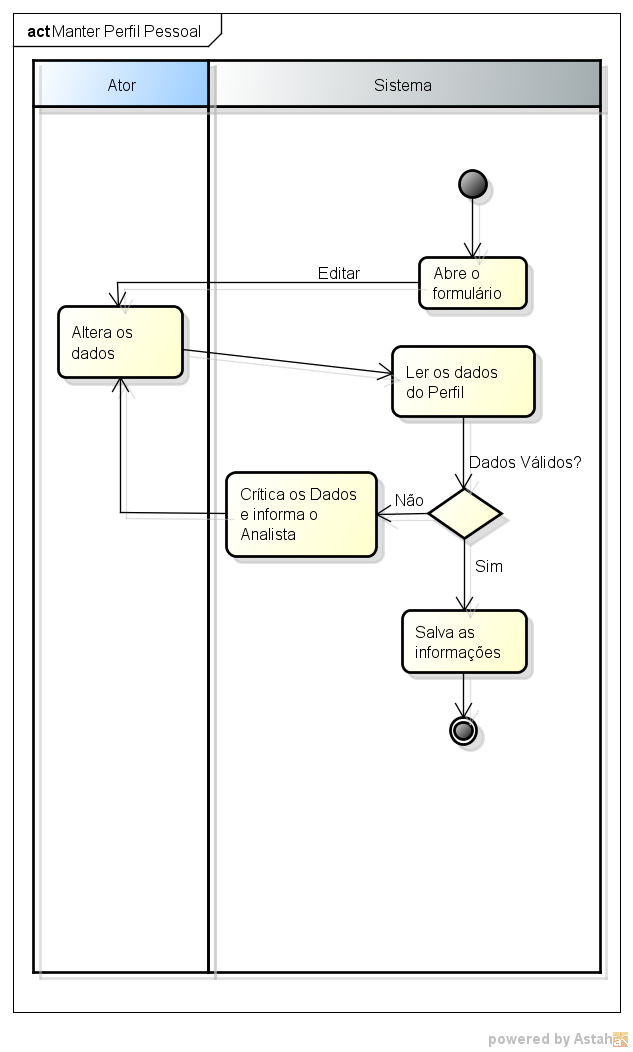 act Manter Perfil Pessoal
Ator
Sistema
Abre o
formulário
Editar
Altera os
dados
Ler os dados
do Perfil
Dados Válidos?
Não
Crítica os Dados
e informa o
Analista
Sim
Salva as
informações
powered by Astah